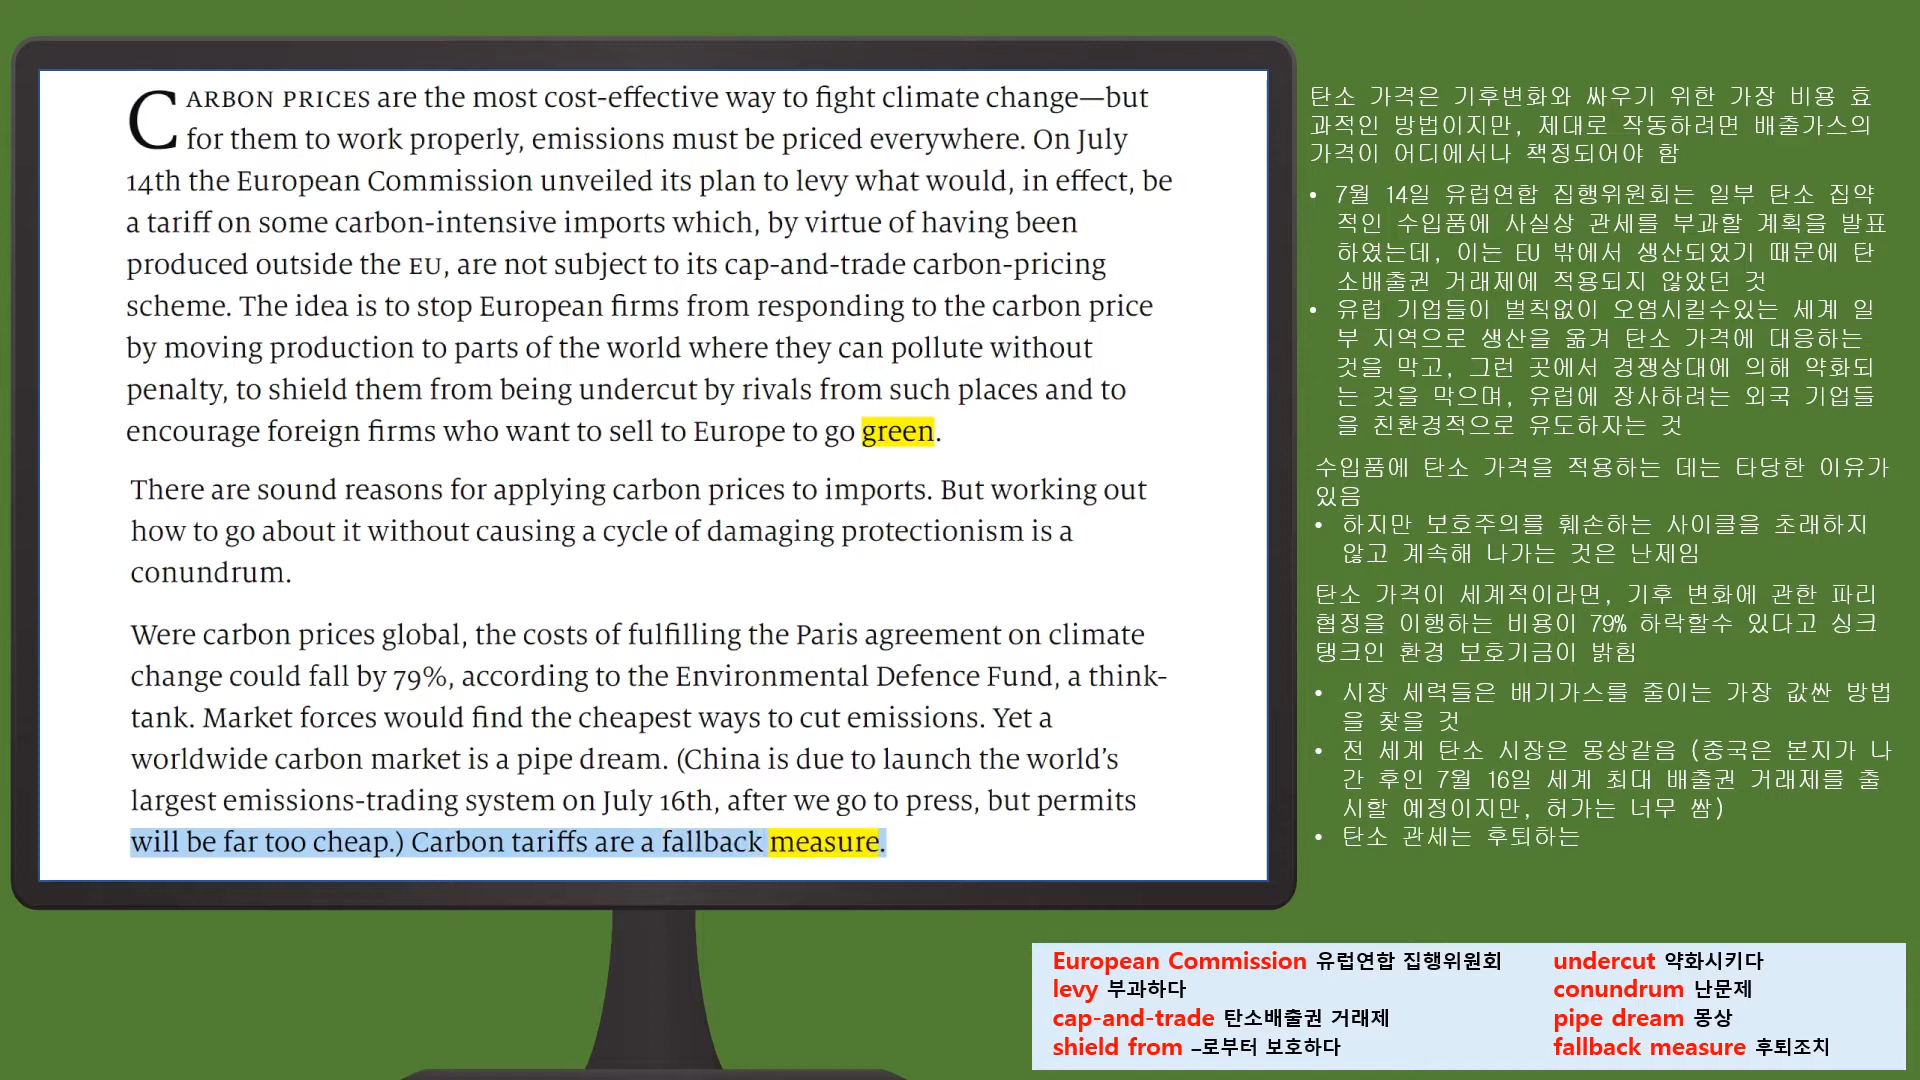 CARBON PRICES are the most cost-effective way to fight climate change—but
for them to work properly, emissions must be priced everywhere. On July
14th the European Commission unveiled its plan to levy what would, in effect, be
a tariff on some carbon-intensive imports which, by virtue of having been
produced outside the EU, are not subject to its cap-and-trade carbon-pricing
scheme. The idea is to stop European firms from responding to the carbon price
by moving production to parts of the world where they can pollute without
penalty, to shield them from being undercut by rivals from such places and to
encourage foreign firms who want to sell to Europe to go green.
There are sound reasons for applying carbon prices to imports. But working out
how to go about it without causing a cycle of damaging protectionism is a
conundrum.
Were carbon prices global, the costs of fulfilling the Paris agreement on climate
change could fall by 79%, according to the Environmental Defence Fund, a think-
tank. Market forces would find the cheapest ways to cut emissions. Yet a
worldwide carbon market is a pipe dream. (China is due to launch the world's
largest emissions-trading system on July 16th, after we go to press, but permits
will be far too cheap.) Carbon tariffs are a fallback measure.
탄소 가격은 기후변화와 싸우기 위한 가장 비용 효
과적인 방법이지만, 제대로 작동하려면 배출가스의
가격이 어디에서나 책정되어야 함
• 7월 14일 유럽연합 집행위원회는 일부 탄소 집약
적인 수입품에 사실상 관세를 부과할 계획을 발표
하였는데, 이는 EU 밖에서 생산되었기 때문에 탄
소배출권 거래제에 적용되지 않았던 것
• 유럽 기업들이 벌칙없이 오염시킬수있는 세계 일
부 지역으로 생산을 옮겨 탄소 가격에 대응하는
것을 막고, 그런 곳에서 경쟁상대에 의해 약화되
는 것을 막으며, 유럽에 장사하려는 외국 기업들
을 친환경적으로 유도하자는 것
수입품에 탄소 가격을 적용하는 데는 타당한 이유가
있음
• 하지만 보호주의를 훼손하는 사이클을 초래하지
않고 계속해 나가는 것은 난제임
탄소 가격이 세계적이라면, 기후 변화에 관한 파리
협정을 이행하는 비용이 79% 하락할수 있다고 싱크
탱크인 환경 보호기금이 밝힘
• 시장 세력들은 배기가스를 줄이는 가장 값싼 방법
을 찾을 것
• 전 세계 탄소 시장은 몽상같음 (중국은 본지가 나
간 후인 7월 16일 세계 최대 배출권 거래제를 출
시할 예정이지만, 허가는 너무 쌈)
• 탄소 관세는 후퇴하는
European Commission 유럽연합 집행위원회
levy 부과하다
cap-and-trade 탄소배출권 거래제
shield from –로부터 보호하다
undercut 약화시키다
conundrum 난문제
pipe dream 몽상
fallback measure 후퇴조치